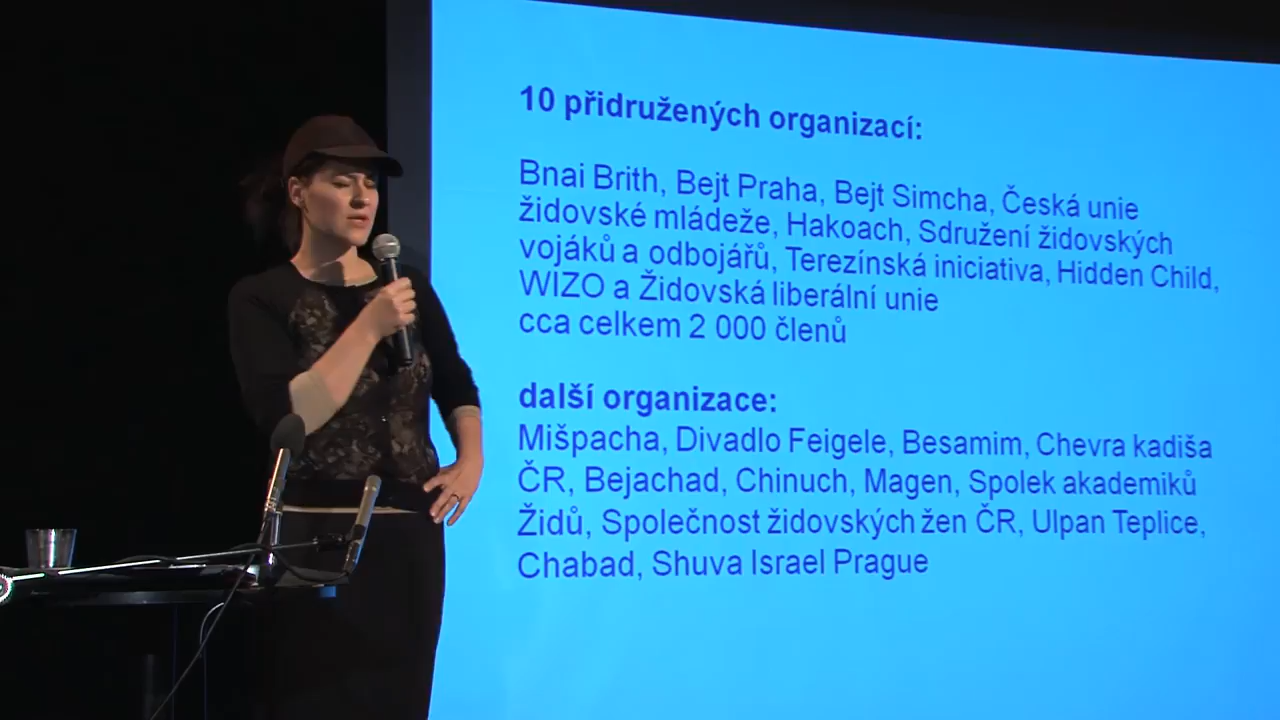 10 přidružených organizací:
Bnai Brith, Bejt Praha, Bejt Simcha, Česká unie
židovské mládeže, Hakoach, Sdružení židovských
vojáků a odbojářů, Terezínská iniciativa, Hidden Child,
WIZO a Židovská liberální unie
cca celkem 2 000 členů
další organizace:
Mišpacha, Divadlo Feigele, Besamim, Chevra kadiša
ČR, Bejachad, Chinuch, Magen, Spolek akademiků
Židů, Společnost židovských žen ČR, Ulpan Teplice,
Chabad, Shuva Israel Prague